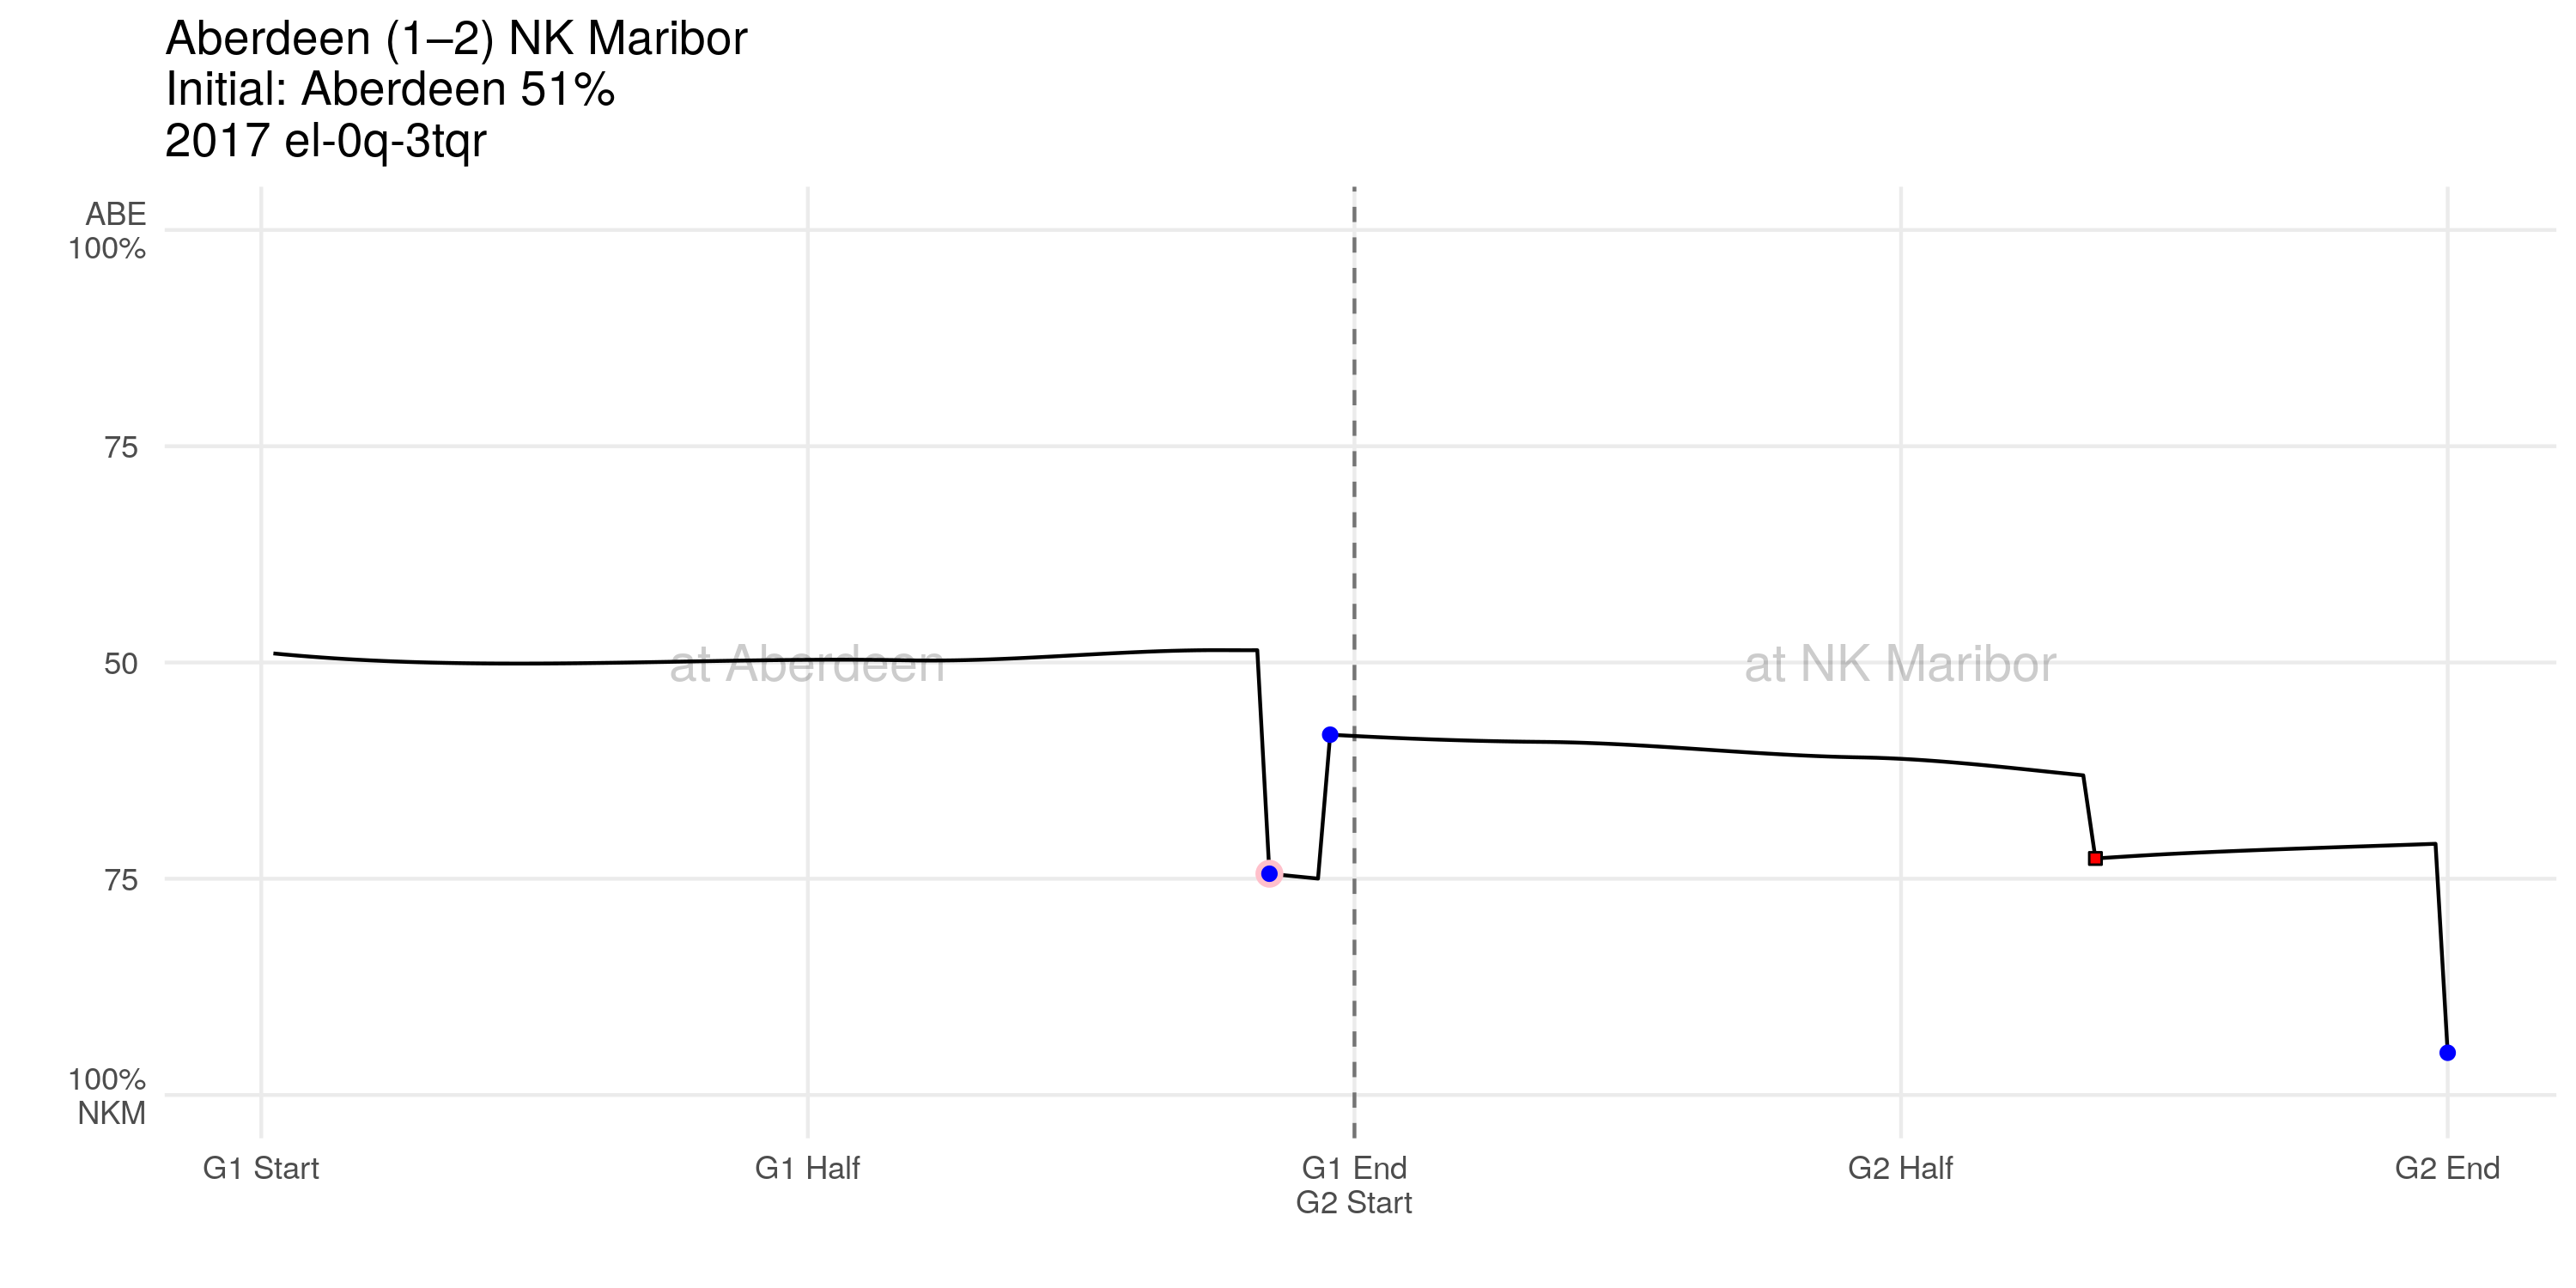 Aberdeen (1–2) NK Maribor
Initial: Aberdeen 51%
2017 el-0q-3tqr
ABE
100%
75
50
75
100%
NKM
at Aberdeen
at NK Maribor
G1 Start
G1 Half
G1 End
G2 Start
G2 Half
G2 End